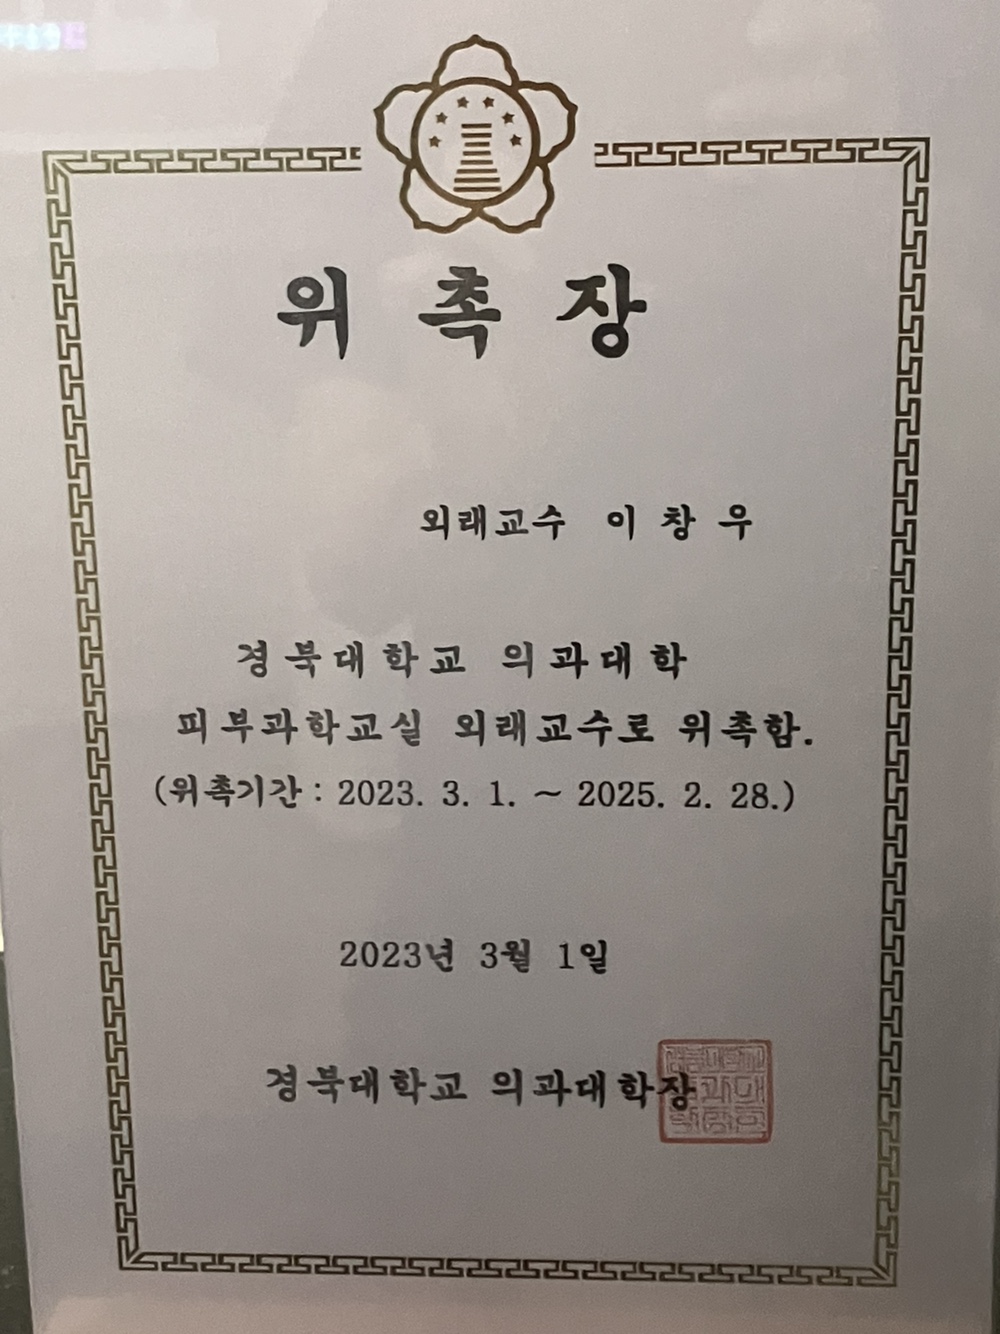 위 촉 장
외래교수 이 창 우
경북대학교 의과대학
피부과학교실 외래교수로 위촉함.
(위촉기간 : 2023. 3. 1. ~ 2025. 2. 28.)
2023년 3월 1일
경북대학교 의과대학장